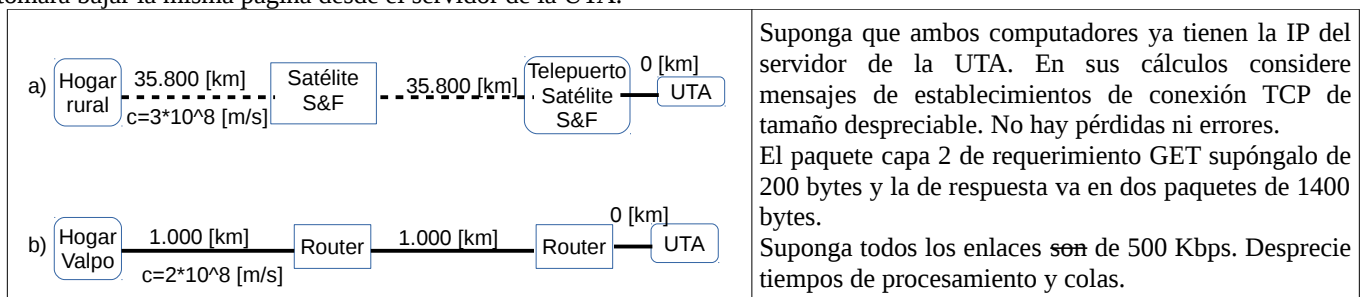 tomará bajar la misma página desde el servidor de la UTA.
a) Hogar rural
35.800 [km]
c=3*10^8 [m/s]
Satélite
S&F
35.800 [km]
Telepuerto
Satélite
S&F
0 [km]
UTA
b) Hogar Valpo
1.000 [km]
c=2*10^8 [m/s]
Router
1.000 [km]
Router
0 [km]
UTA
Suponga que ambos computadores ya tienen la IP del
servidor de la UTA. En sus cálculos considere
mensajes de establecimientos de conexión TCP de
tamaño despreciable. No hay pérdidas ni errores.
El paquete capa 2 de requerimiento GET supóngalo de
200 bytes y la de respuesta va en dos paquetes de 1400
bytes.
Suponga todos los enlaces son de 500 Kbps. Desprecie
tiempos de procesamiento y colas.